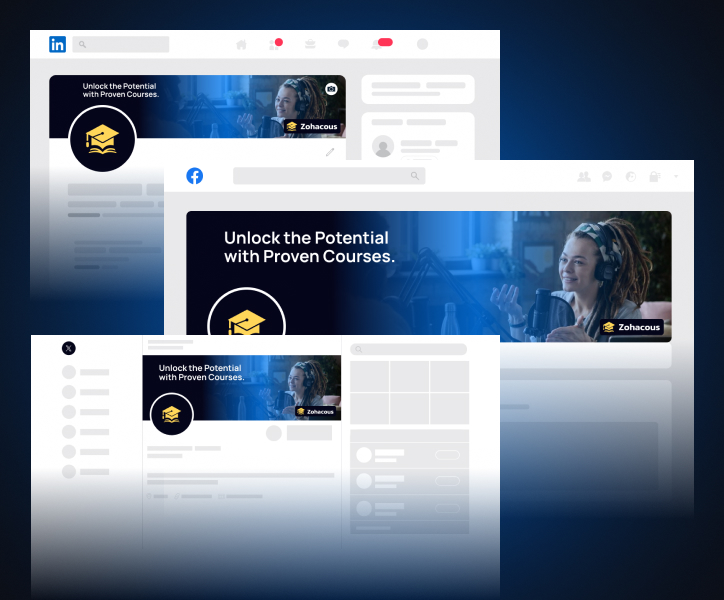 in
Unlock the Potential
with Proven Courses.
Zohacous
f
Unlock the Potential
with Proven Courses.
Zohacous
X
Unlock the Potential
with Proven Courses.
Zohacous